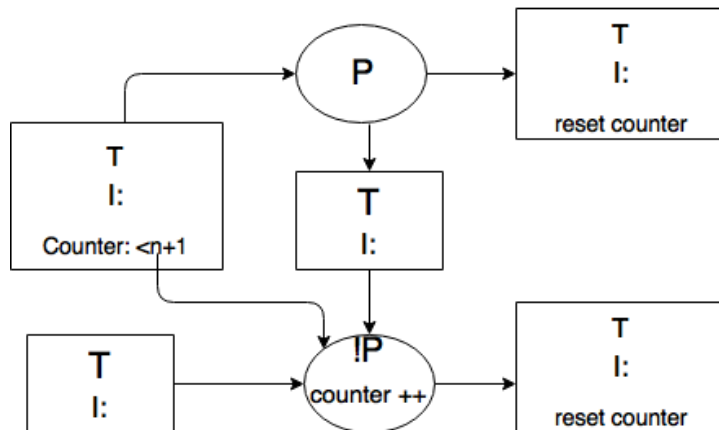 P
T
I:
reset counter
T
I:
Counter: <n+1
T
I:
!P
counter ++
T
I:
T
I:
reset counter